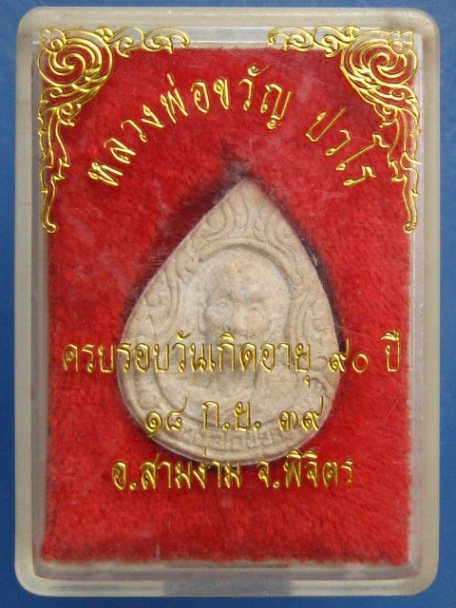 หลวงพ่อขวัญ ปวโร
ครบรอบวันเกิดอายุ ๙๐ ปี
๑๘ ก.ย. ๓๙
อ.สามง่าม จ.พิจิตร